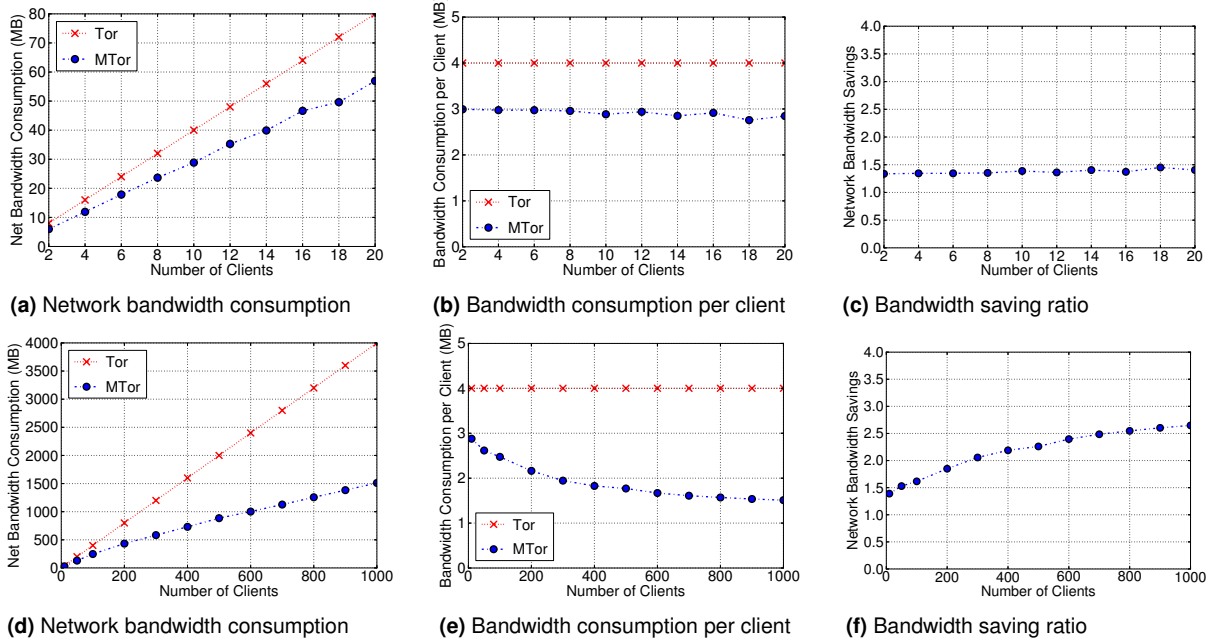 80
70
60
50
40
30
20
10
0
Net Bandwidth Consumption (MB)
Tor
MTor
2 4 6 8 10 12 14 16 18 20
Number of Clients
(a) Network bandwidth consumption
5
4
3
2
1
0
Bandwidth Consumption per Client (MB)
Tor
MTor
2 4 6 8 10 12 14 16 18 20
Number of Clients
(b) Bandwidth consumption per client
4.0
3.5
3.0
2.5
2.0
1.5
1.0
0.5
0.0
Network Bandwidth Savings
2 4 6 8 10 12 14 16 18 20
Number of Clients
(c) Bandwidth saving ratio
4000
3500
3000
2500
2000
1500
1000
500
0
Net Bandwidth Consumption (MB)
Tor
MTor
200 400 600 800 1000
Number of Clients
(d) Network bandwidth consumption
5
4
3
2
1
0
Bandwidth Consumption per Client (MB)
Tor
MTor
200 400 600 800 1000
Number of Clients
(e) Bandwidth consumption per client
4.0
3.5
3.0
2.5
2.0
1.5
1.0
0.5
0.0
Network Bandwidth Savings
200 400 600 800 1000
Number of Clients
(f) Bandwidth saving ratio